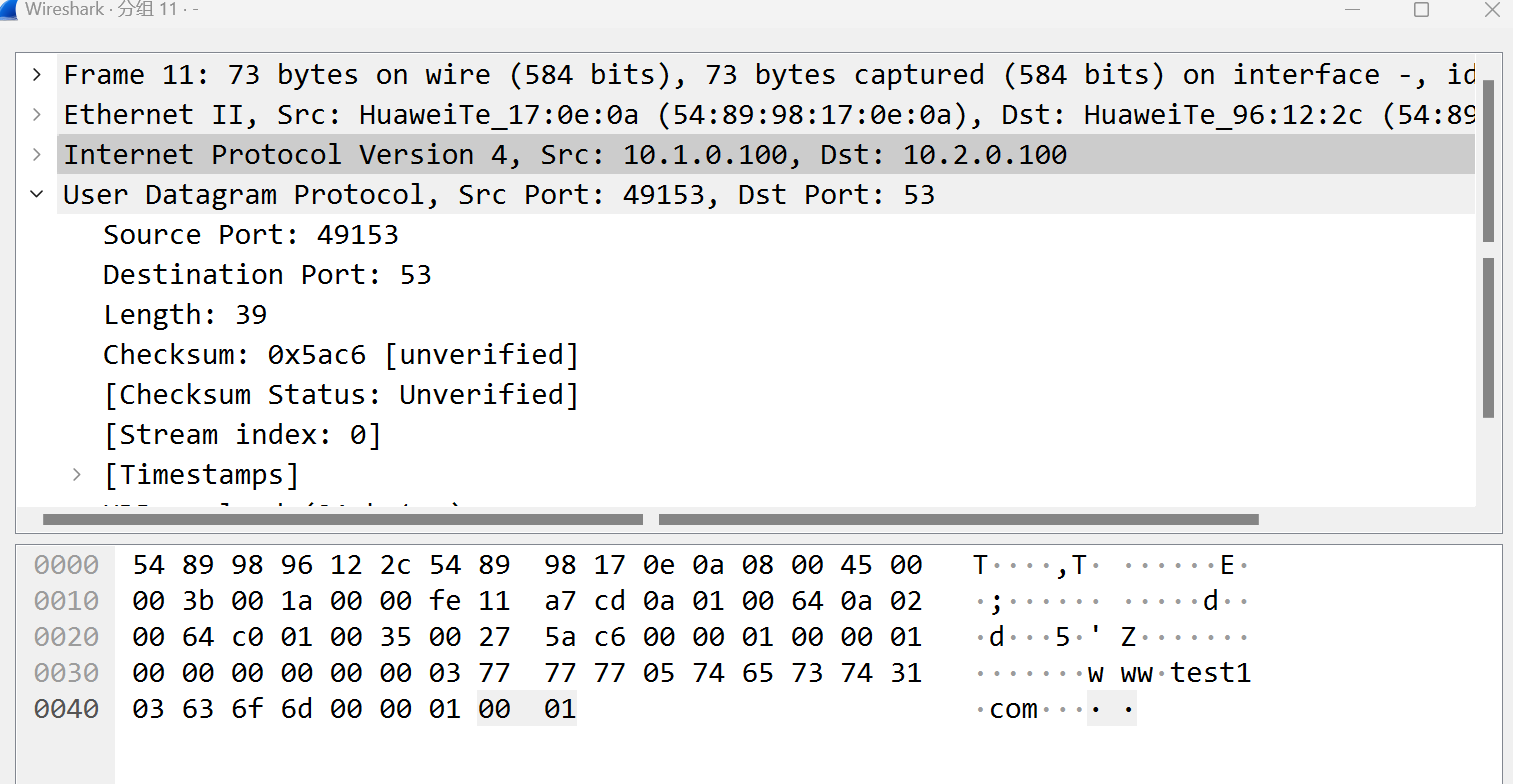 Wireshark · 分组 11 · -
Frame 11: 73 bytes on wire (584 bits), 73 bytes captured (584 bits) on interface -, id
Ethernet II, Src: HuaweiTe_17:0e:0a (54:89:98:17:0e:0a), Dst: HuaweiTe_96:12:2c (54:89
Internet Protocol Version 4, Src: 10.1.0.100, Dst: 10.2.0.100
User Datagram Protocol, Src Port: 49153, Dst Port: 53
Source Port: 49153
Destination Port: 53
Length: 39
Checksum: 0x5ac6 [unverified]
[Checksum Status: Unverified]
[Stream index: 0]
[Timestamps]
0000 54 89 98 96 12 2c 54 89 98 17 0e 0a 08 00 45 00 T····,T· ······E·
0010 00 3b 00 1a 00 00 fe 11 a7 cd 0a 01 00 64 0a 02 ·;······ ·····d··
0020 00 64 c0 01 00 35 00 27 5a c6 00 00 01 00 00 01 ·d···5·' Z·······
0030 00 00 00 00 00 00 03 77 77 77 05 74 65 73 74 31 ·······w ww·test1
0040 03 63 6f 6d 00 00 01 00 01 ·com···· ·